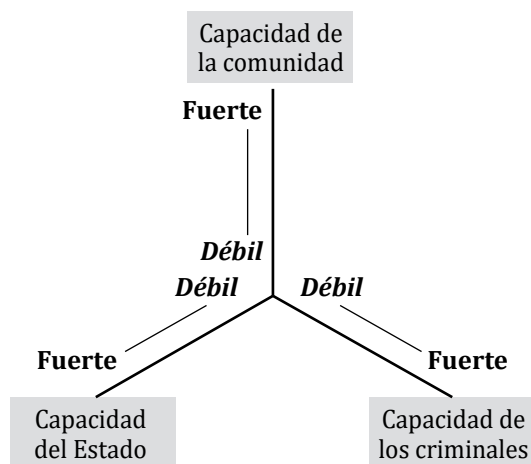 Capacidad de
la comunidad
Fuerte
Débil
Débil
Débil
Fuerte
Fuerte
Capacidad
del Estado
Capacidad de
los criminales